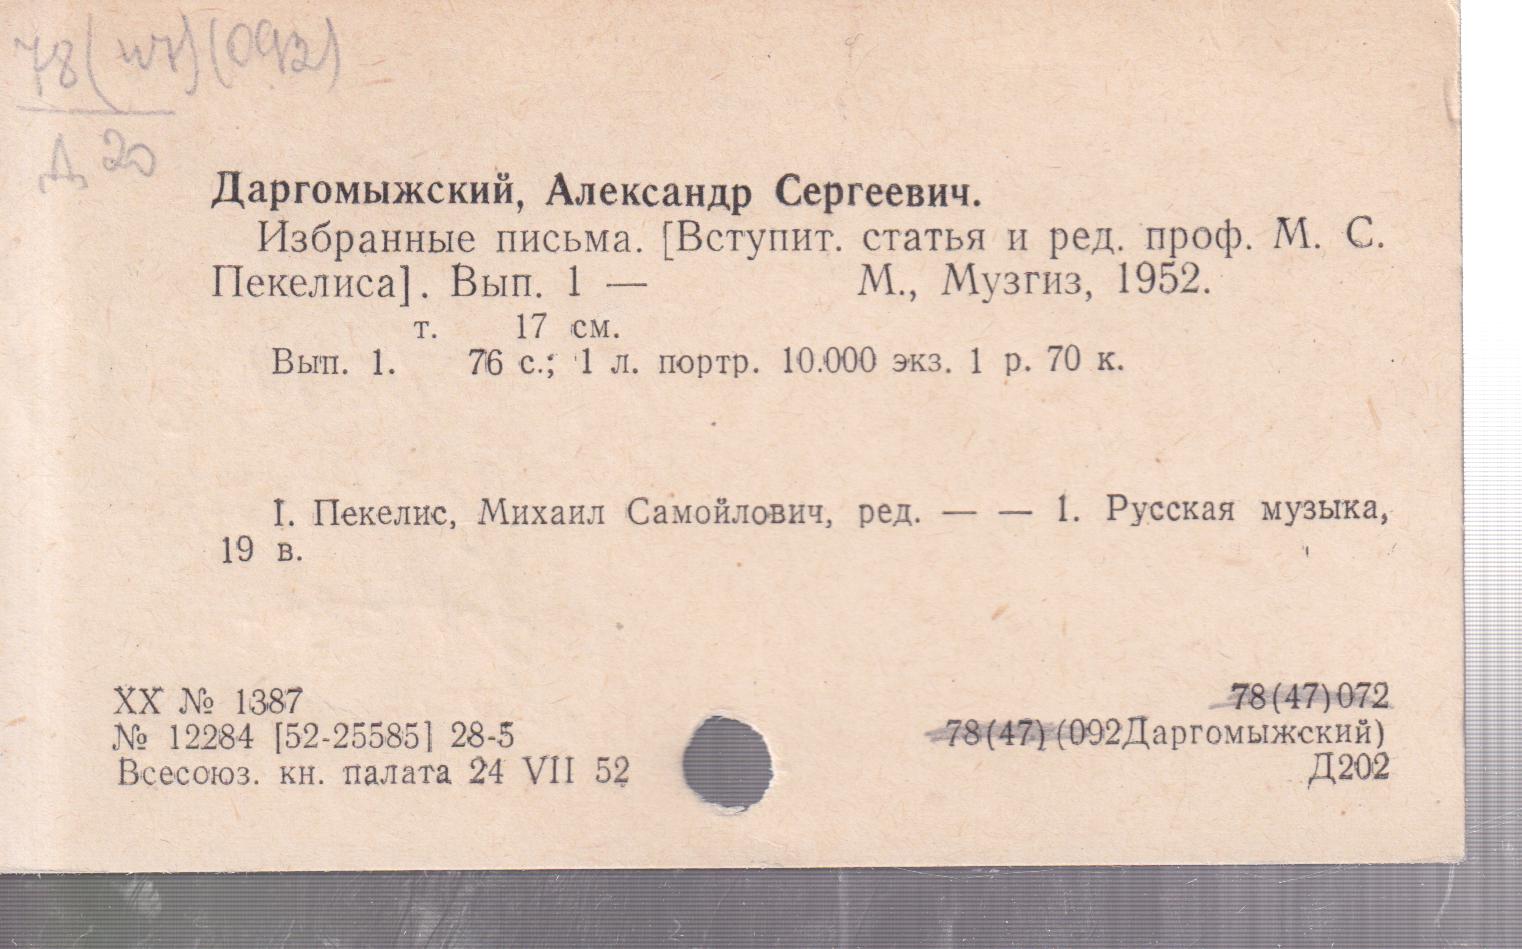 78(47)(092)
Д 20
Даргомыжский, Александр Сергеевич.
Избранные письма. [Вступит. статья и ред. проф. М. С.
Пекелиса]. Вып. 1 — М., Музгиз, 1952.
т. 17 см.
Вып. 1. 76 с.; 1 л. портр. 10.000 экз. 1 р. 70 к.
I. Пекелис, Михаил Самойлович, ред. — — 1. Русская музыка,
19 в.
XX № 1387
№ 12284 [52-25585] 28-5
Всесоюз. кн. палата 24 VII 52
78(47)072
78(47)(092Даргомыжский)
Д202